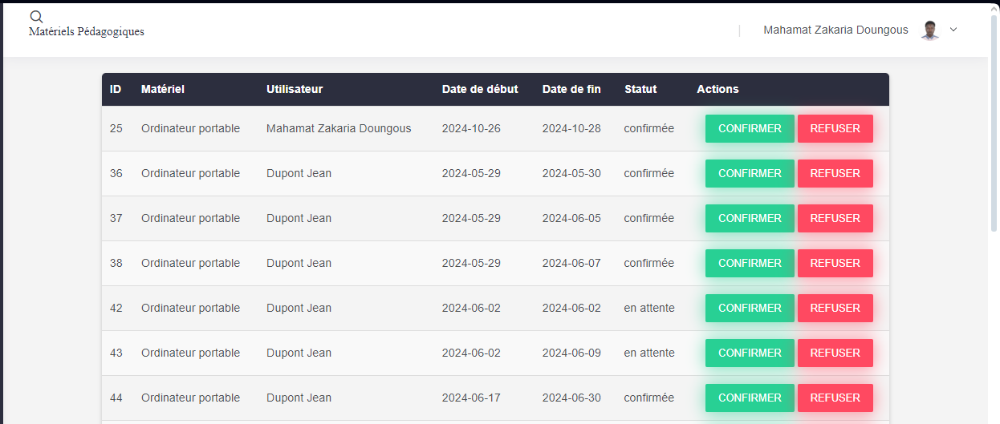 Matériels Pédagogiques
Mahamat Zakaria Doungous
ID Matériel Utilisateur Date de début Date de fin Statut Actions
25 Ordinateur portable Mahamat Zakaria Doungous 2024-10-26 2024-10-28 confirmée CONFIRMER REFUSER
36 Ordinateur portable Dupont Jean 2024-05-29 2024-05-30 confirmée CONFIRMER REFUSER
37 Ordinateur portable Dupont Jean 2024-05-29 2024-06-05 confirmée CONFIRMER REFUSER
38 Ordinateur portable Dupont Jean 2024-05-29 2024-06-07 confirmée CONFIRMER REFUSER
42 Ordinateur portable Dupont Jean 2024-06-02 2024-06-02 en attente CONFIRMER REFUSER
43 Ordinateur portable Dupont Jean 2024-06-02 2024-06-09 en attente CONFIRMER REFUSER
44 Ordinateur portable Dupont Jean 2024-06-17 2024-06-30 confirmée CONFIRMER REFUSER